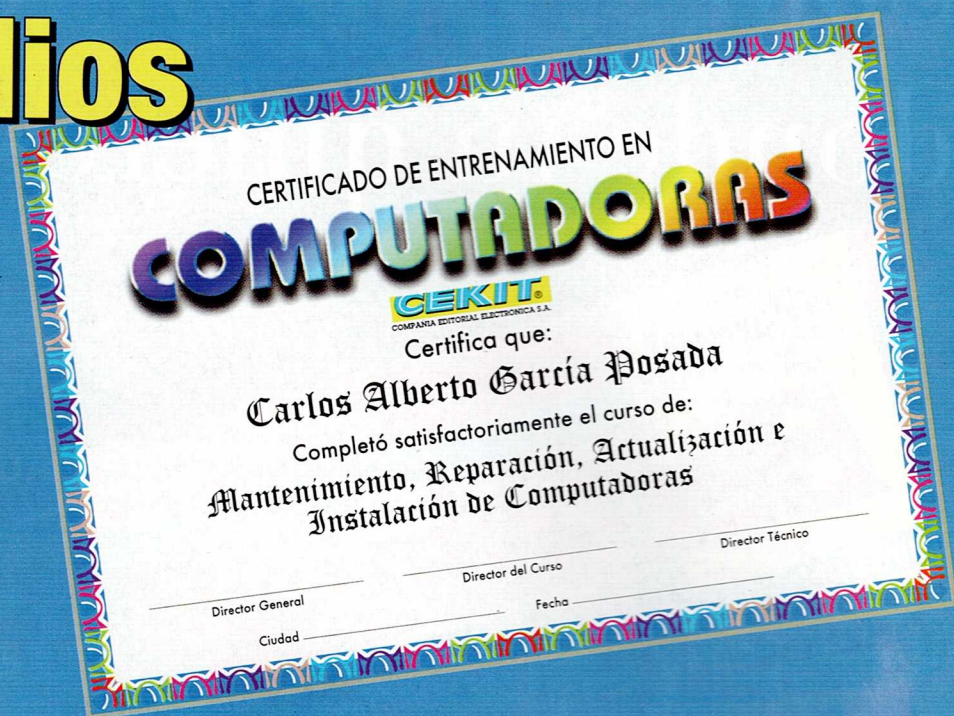 CERTIFICADO DE ENTRENAMIENTO EN
COMPUTADORAS
CEKIT®
COMPAÑIA EDITORIAL ELECTRONICA S.A.
Certifica que:
Carlos Alberto García Posada
Completó satisfactoriamente el curso de:
Mantenimiento, Reparación, Actualización e
Instalación de Computadoras
Director General
Director del Curso
Director Técnico
Ciudad
Fecha